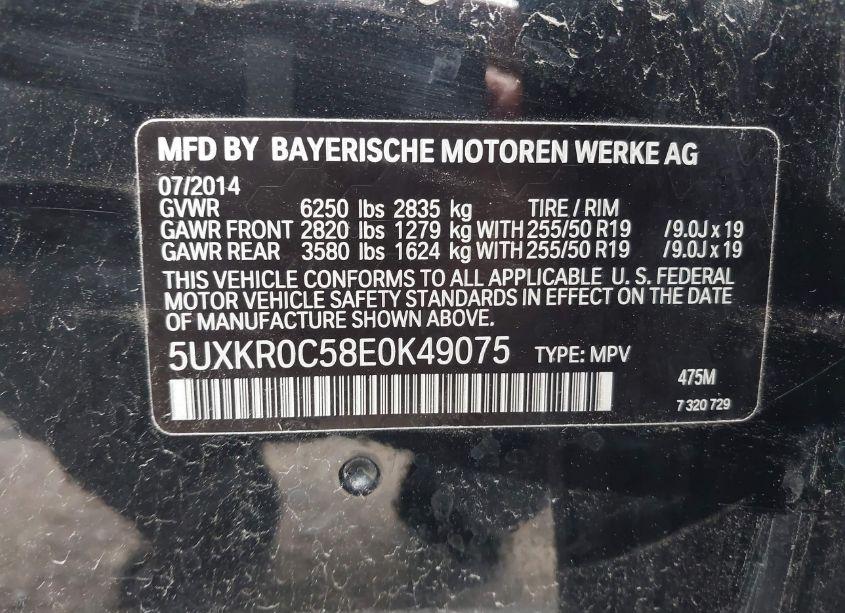 MFD BY BAYERISCHE MOTOREN WERKE AG
07/2014
GVWR 6250 lbs 2835 kg TIRE / RIM
GAWR FRONT 2820 lbs 1279 kg WITH 255/50 R19 /9.0J x 19
GAWR REAR 3580 lbs 1624 kg WITH 255/50 R19 /9.0J x 19
THIS VEHICLE CONFORMS TO ALL APPLICABLE U. S. FEDERAL
MOTOR VEHICLE SAFETY STANDARDS IN EFFECT ON THE DATE
OF MANUFACTURE SHOWN ABOVE.
5UXKR0C58E0K49075 TYPE: MPV
475M
7 320 729